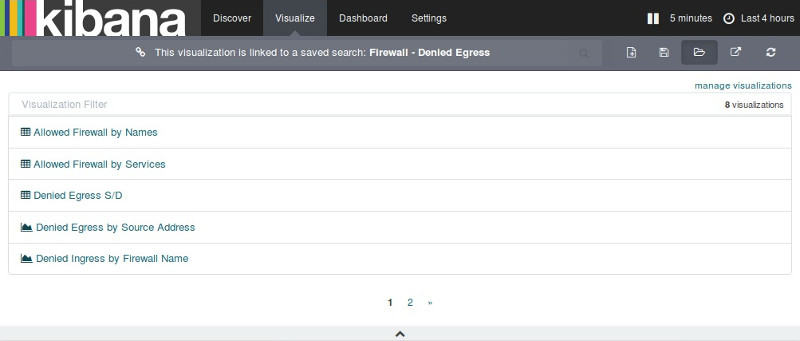 kibana Discover Visualize Dashboard Settings 5 minutes Last 4 hours
This visualization is linked to a saved search: Firewall - Denied Egress
manage visualizations
Visualization Filter 8 visualizations
Allowed Firewall by Names
Allowed Firewall by Services
Denied Egress S/D
Denied Egress by Source Address
Denied Ingress by Firewall Name
1 2 »